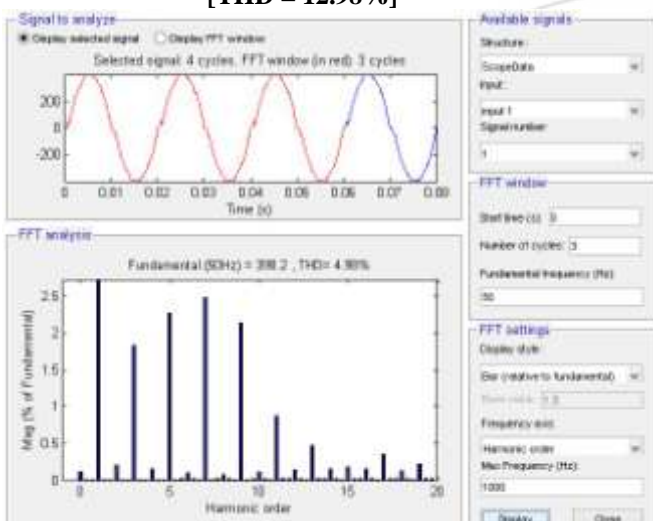 [THD = 12.98%]
Signal to analyze
Display selected signal Display FFT window
Selected signal: 4 cycles. FFT window (in red): 3 cycles
200
0
-200
0 0.01 0.02 0.03 0.04 0.05 0.06 0.07 0.08
Time (s)
FFT analysis
Fundamental (50Hz) = 398.2 , THD= 4.98%
2.5
2
1.5
1
0.5
0
Mag (% of Fundamental)
0 5 10 15 20
Harmonic order
Available signals
Structure:
ScopeData
Input:
input 1
Signal number:
1
FFT window
Start time (s): 0
Number of cycles: 3
Fundamental frequency (Hz):
50
FFT settings
Display style:
Bar (relative to fundamental)
Frequency axis:
Harmonic order
Max Frequency (Hz):
1000
Display Close